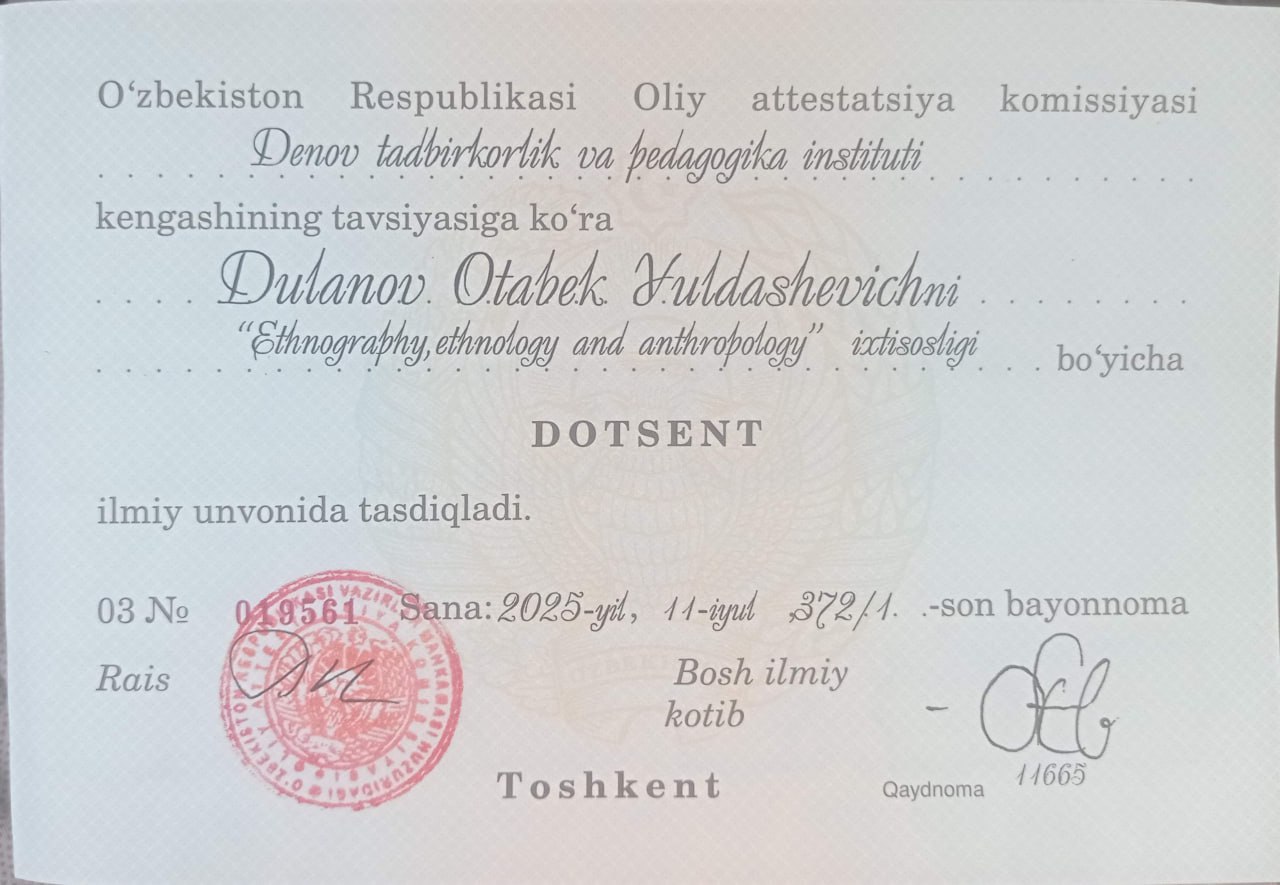 O‘zbekiston Respublikasi Oliy attestatsiya komissiyasi
Denov tadbirkorlik va pedagogika instituti
kengashining tavsiyasiga ko‘ra
Dulanov Otabek Yuldashevichni
“Ethnography, ethnology and anthropology” ixtisosligi bo‘yicha
DOTSENT
ilmiy unvonida tasdiqladi.
03 № 019561 Sana: 2025-yil, 11-iyul 372/1. -son bayonnoma
Rais
Bosh ilmiy
kotib
Toshkent
Qaydnoma 11665